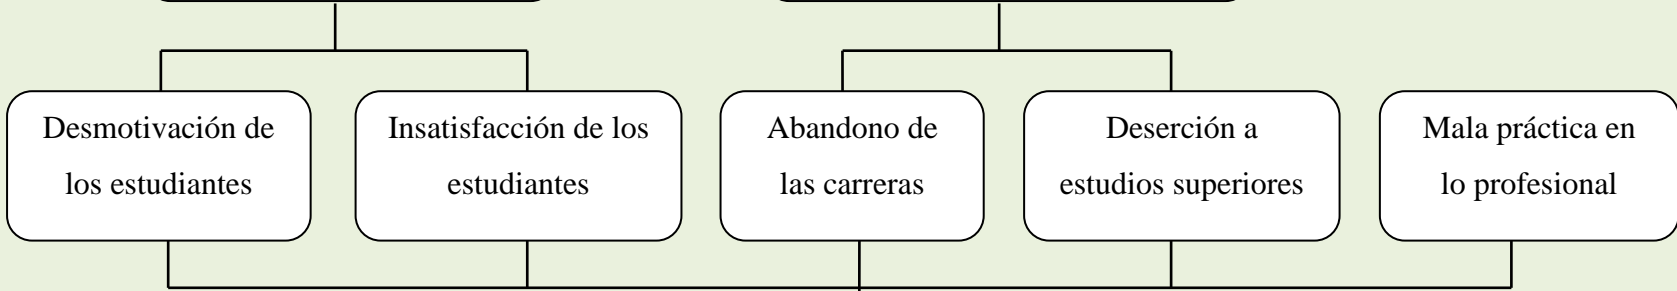 Desmotivación de
los estudiantes
Insatisfacción de los
estudiantes
Abandono de
las carreras
Deserción a
estudios superiores
Mala práctica en
lo profesional